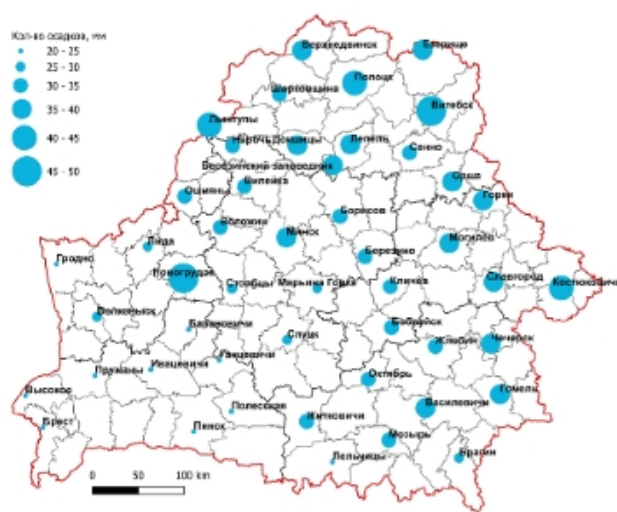 Кол-во осадков, мм
20 - 25
25 - 30
30 - 35
35 - 40
40 - 45
45 - 50
Верхнедвинск
Езерище
Полоцк
Шарковщина
Витебск
Лынтупы
Нарочь
Докшицы
Лепель
Сенно
Березинский заповедник
Вилейка
Орша
Ошмяны
Горки
Борисов
Воложин
Минск
Могилёв
Лида
Гродно
Березино
Новогрудок
Столбцы
Марьина Горка
Кличев
Славгород
Костюковичи
Волковыск
Барановичи
Бобруйск
Слуцк
Жлобин
Чечерск
Ганцевичи
Ивацевичи
Пружаны
Октябрь
Высокое
Гомель
Полесская
Василевичи
Житковичи
Брест
Пинск
Мозырь
Лельчицы
Брагин
0 50 100 km